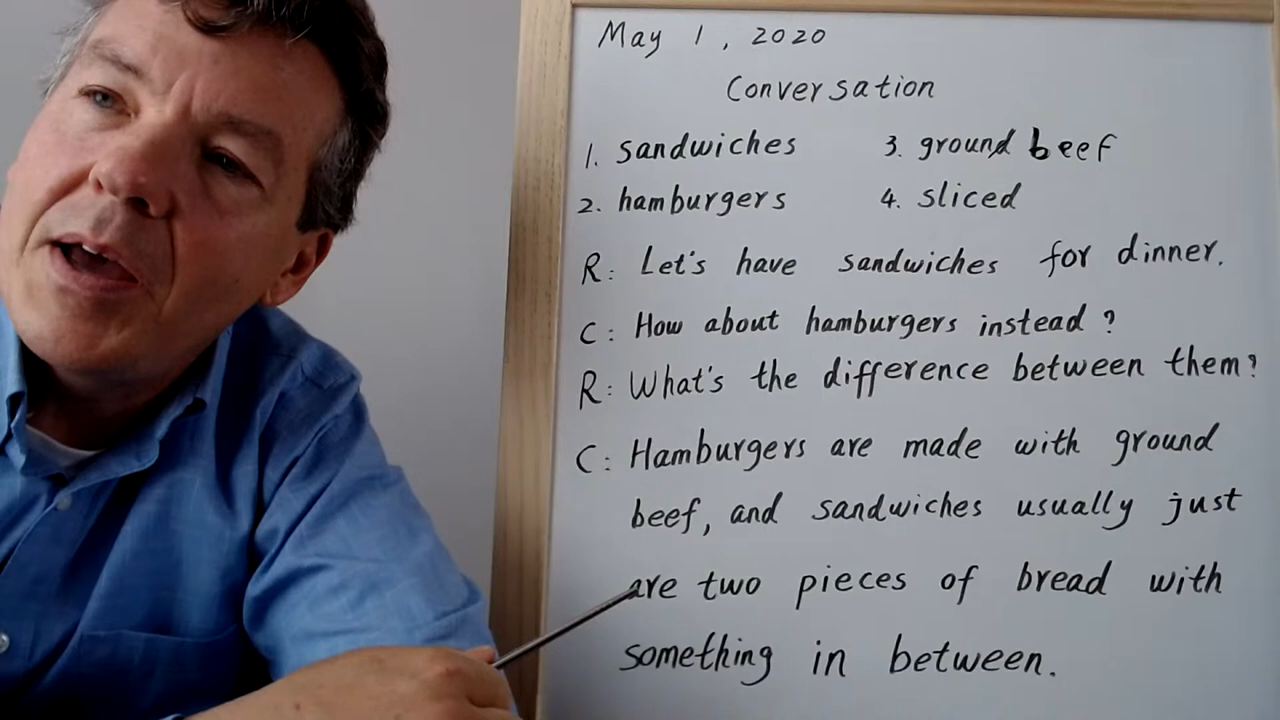 May 1, 2020
Conversation
1. sandwiches 3. ground beef
2. hamburgers 4. sliced
R: Let's have sandwiches for dinner.
C: How about hamburgers instead?
R: What's the difference between them?
C: Hamburgers are made with ground
beef, and sandwiches usually just
are two pieces of bread with
something in between.